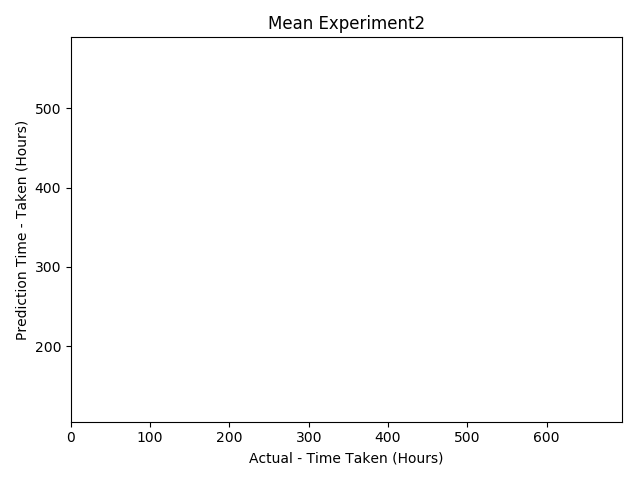 Mean Experiment2
Prediction Time - Taken (Hours)
500
400
300
200
0 100 200 300 400 500 600
Actual - Time Taken (Hours)